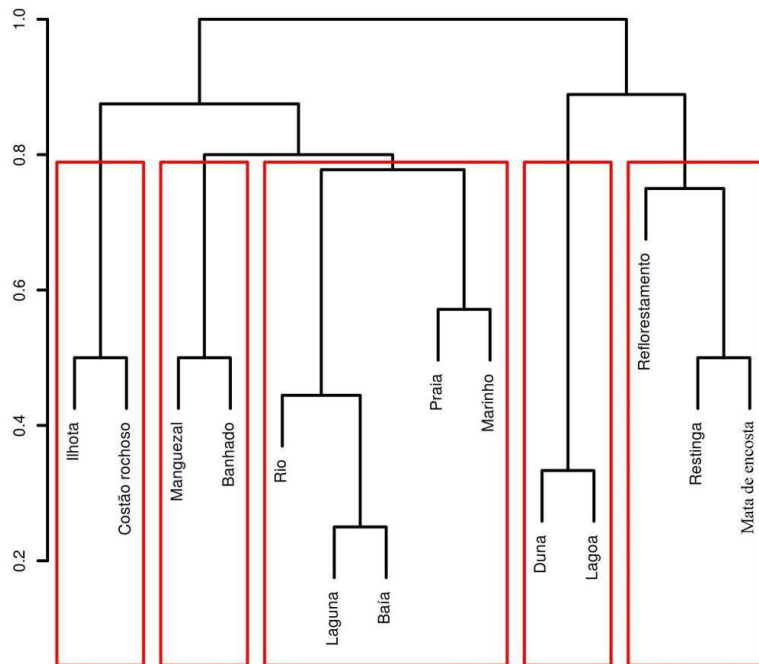 1.0
0.8
0.6
0.4
0.2
Ilhota
Costão rochoso
Manguezal
Banhado
Rio
Laguna
Baía
Praia
Marinho
Duna
Lagoa
Reflorestamento
Restinga
Mata de encosta